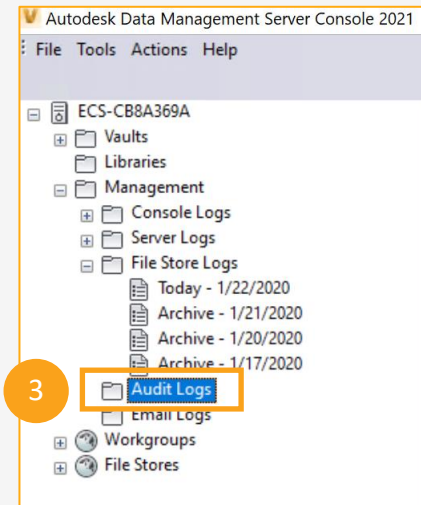 Autodesk Data Management Server Console 2021
File Tools Actions Help
ECS-CB8A369A
Vaults
Libraries
Management
Console Logs
Server Logs
File Store Logs
Today - 1/22/2020
Archive - 1/21/2020
Archive - 1/20/2020
Archive - 1/17/2020
3
Audit Logs
Email Logs
Workgroups
File Stores